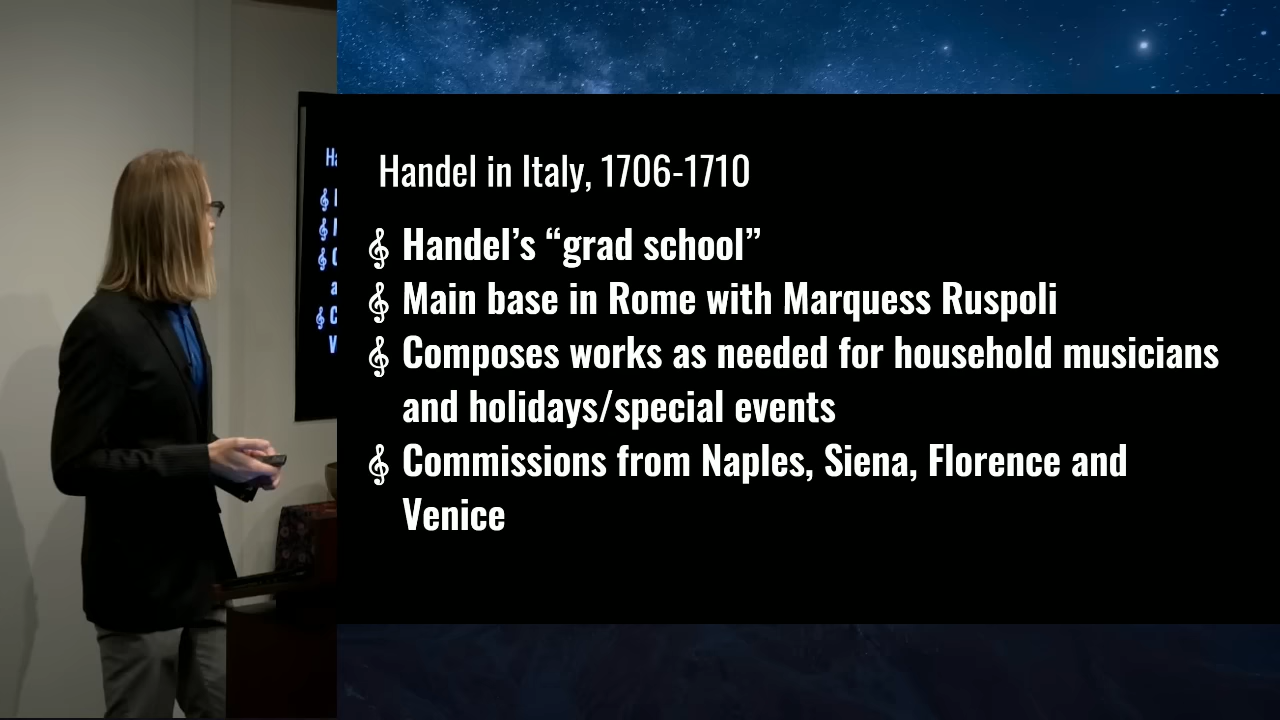 Handel in Italy, 1706-1710
Handel’s “grad school”
Main base in Rome with Marquess Ruspoli
Composes works as needed for household musicians
and holidays/special events
Commissions from Naples, Siena, Florence and
Venice